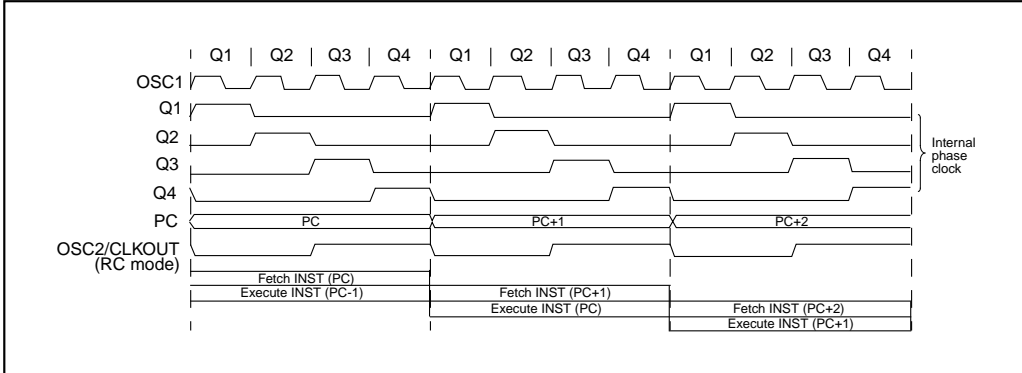 Q1 Q2 Q3 Q4 Q1 Q2 Q3 Q4 Q1 Q2 Q3 Q4
OSC1
Q1
Q2
Q3
Q4
PC
PC PC+1 PC+2
OSC2/CLKOUT
(RC mode)
Internal
phase
clock
Fetch INST (PC)
Execute INST (PC-1) Fetch INST (PC+1)
Execute INST (PC) Fetch INST (PC+2)
Execute INST (PC+1)